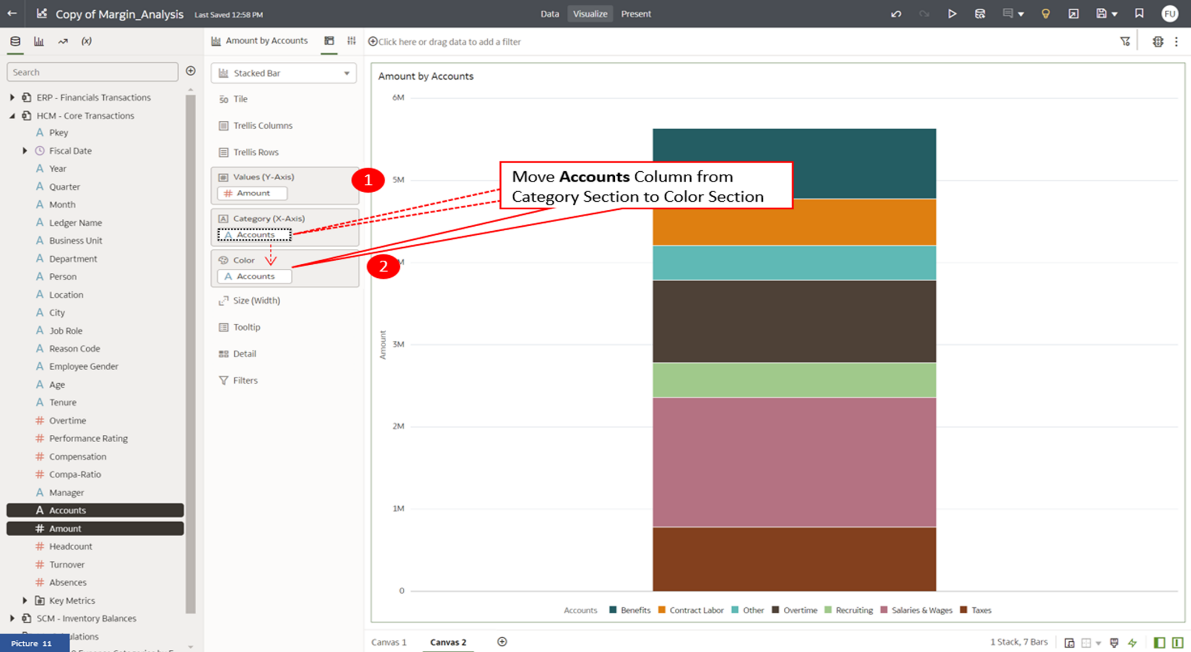 Copy of Margin_Analysis Last Saved 12:58 PM
Data Visualize Present
FU
(x)
Amount by Accounts
Click here or drag data to add a filter
Search
ERP - Financials Transactions
HCM - Core Transactions
A Pkey
Fiscal Date
A Year
A Quarter
A Month
A Ledger Name
A Business Unit
A Department
A Person
A Location
A City
A Job Role
A Reason Code
A Employee Gender
A Age
A Tenure
# Overtime
# Performance Rating
# Compensation
# Compa-Ratio
A Manager
A Accounts
# Amount
# Headcount
# Turnover
# Absences
Key Metrics
SCM - Inventory Balances
Picture 11
Stacked Bar
Tile
Trellis Columns
Trellis Rows
Values (Y-Axis)
# Amount
Category (X-Axis)
A Accounts
Color
A Accounts
Size (Width)
Tooltip
Detail
Filters
1
2
Move Accounts Column from
Category Section to Color Section
Amount by Accounts
6M
5M
M
3M
2M
1M
0
Amount
Accounts Benefits Contract Labor Other Overtime Recruiting Salaries & Wages Taxes
Canvas 1 Canvas 2
1 Stack, 7 Bars